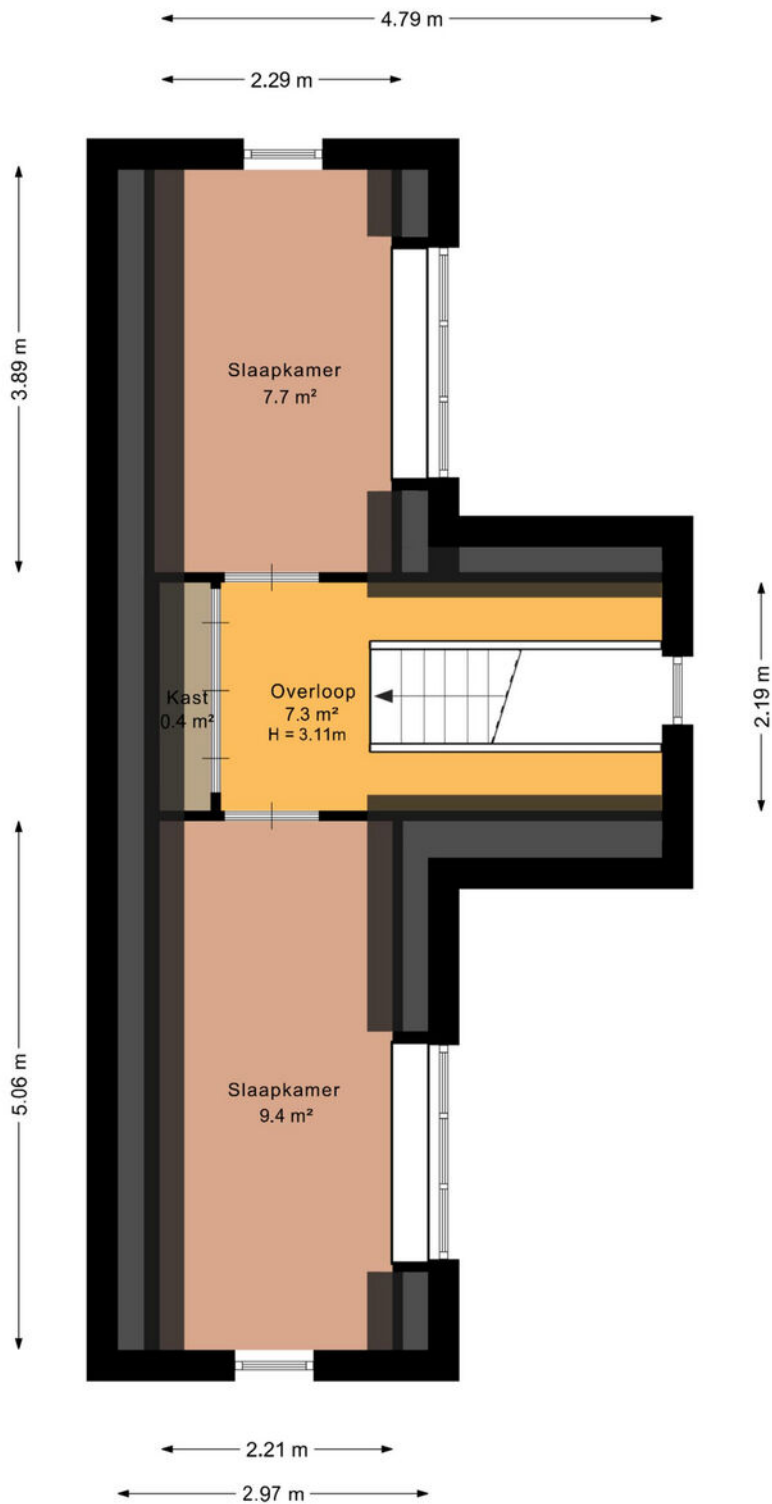 4.79 m
2.29 m
3.89 m
Slaapkamer
7.7 m²
Kast
0.4 m²
Overloop
7.3 m²
H = 3.11m
2.19 m
5.06 m
Slaapkamer
9.4 m²
2.21 m
2.97 m